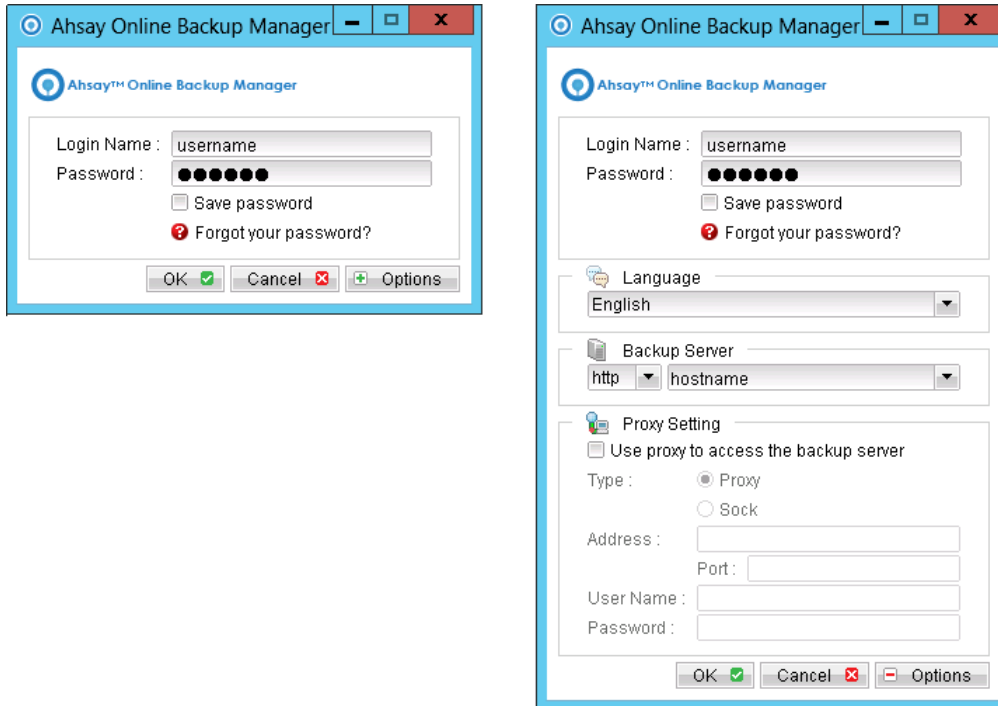 Ahsay Online Backup Manager
Ahsay™ Online Backup Manager
Login Name : username
Password : ●●●●●●
Save password
Forgot your password?
OK Cancel Options
Ahsay Online Backup Manager
Ahsay™ Online Backup Manager
Login Name : username
Password : ●●●●●●
Save password
Forgot your password?
Language
English
Backup Server
http hostname
Proxy Setting
Use proxy to access the backup server
Type : Proxy
Sock
Address :
Port :
User Name :
Password :
OK Cancel Options